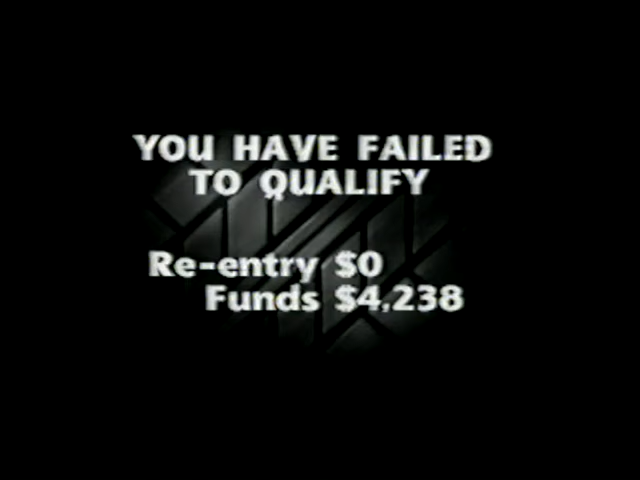 YOU HAVE FAILED
TO QUALIFY
Re-entry $0
Funds $4,238